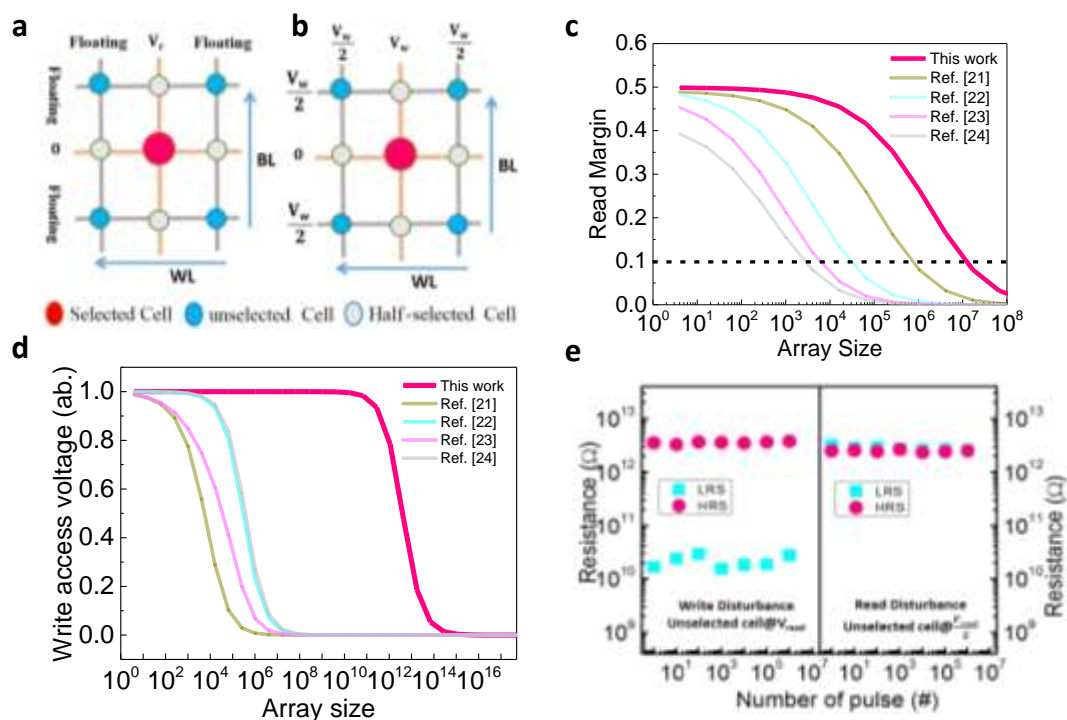 a
Floating V_r Floating
Floating
0
Floating
BL
WL
b
V_w/2 V_w V_w/2
V_w/2
0
V_w/2
BL
WL
Selected Cell unselected Cell Half-selected Cell
c
Read Margin
0.6
0.5
0.4
0.3
0.2
0.1
0.0
This work
Ref. [21]
Ref. [22]
Ref. [23]
Ref. [24]
10^0 10^1 10^2 10^3 10^4 10^5 10^6 10^7 10^8
Array Size
d
Write access voltage (ab.)
1.0
0.8
0.6
0.4
0.2
0.0
This work
Ref. [21]
Ref. [22]
Ref. [23]
Ref. [24]
10^0 10^2 10^4 10^6 10^8 10^10 10^12 10^14 10^16
Array size
e
Resistance (Ω)
10^13
10^12
10^11
10^10
10^9
LRS
HRS
Write Disturbance
Unselected cell@V_read
LRS
HRS
Read Disturbance
Unselected cell@
10^13
10^12
10^11
10^10
10^9
Resistance (Ω)
10^1 10^3 10^5 10^7 10^1 10^3 10^5 10^7
Number of pulse (#)